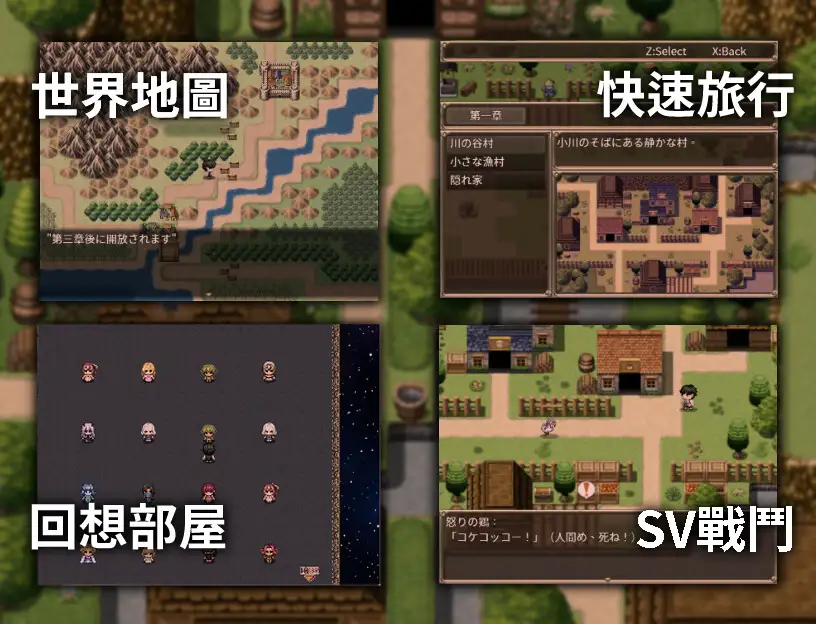 世界地圖
"第三章後に開放されます"
Z:Select X:Back
快速旅行
第一章
川の谷村
小さな漁村
隠れ家
小川のそばにある静かな村。
回想部屋
怒りの鶏：
「コケコッコー！」（人間め、死ね！）
SV戰鬥